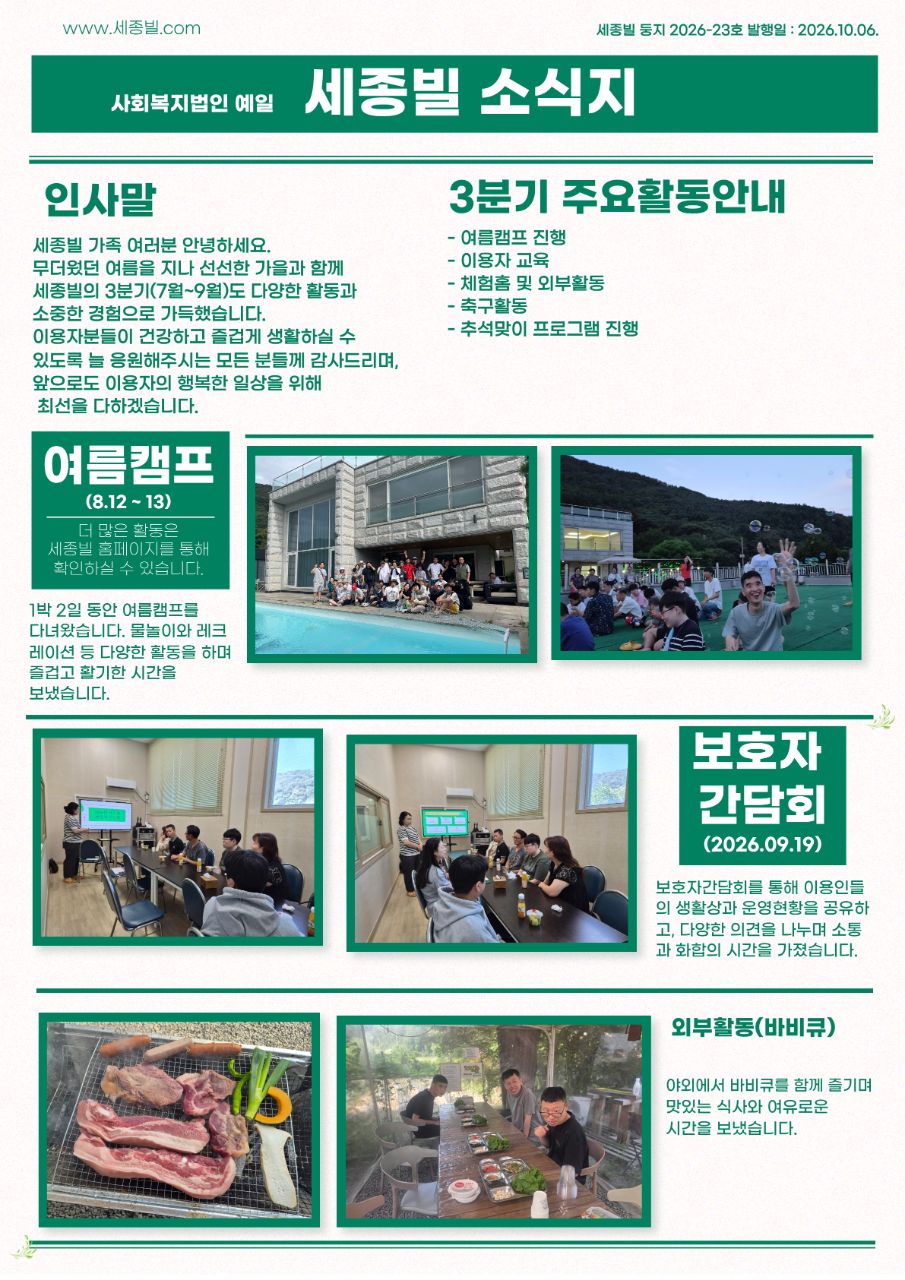 www.세종빌.com
세종빌 둥지 2026-23호 발행일 : 2026.10.06.
사회복지법인 예일 세종빌 소식지
인사말
세종빌 가족 여러분 안녕하세요.
무더웠던 여름을 지나 선선한 가을과 함께
세종빌의 3분기(7월~9월)도 다양한 활동과
소중한 경험으로 가득했습니다.
이용자분들이 건강하고 즐겁게 생활하실 수
있도록 늘 응원해주시는 모든 분들께 감사드리며,
앞으로도 이용자의 행복한 일상을 위해
최선을 다하겠습니다.
3분기 주요활동안내
- 여름캠프 진행
- 이용자 교육
- 체험홈 및 외부활동
- 축구활동
- 추석맞이 프로그램 진행
여름캠프
(8.12 ~ 13)
더 많은 활동은
세종빌 홈페이지를 통해
확인하실 수 있습니다.
1박 2일 동안 여름캠프를
다녀왔습니다. 물놀이와 레크
레이션 등 다양한 활동을 하며
즐겁고 활기한 시간을
보냈습니다.
보호자
간담회
(2026.09.19)
보호자간담회를 통해 이용인들
의 생활상과 운영현황을 공유하
고, 다양한 의견을 나누며 소통
과 화합의 시간을 가졌습니다.
외부활동(바비큐)
야외에서 바비큐를 함께 즐기며
맛있는 식사와 여유로운
시간을 보냈습니다.